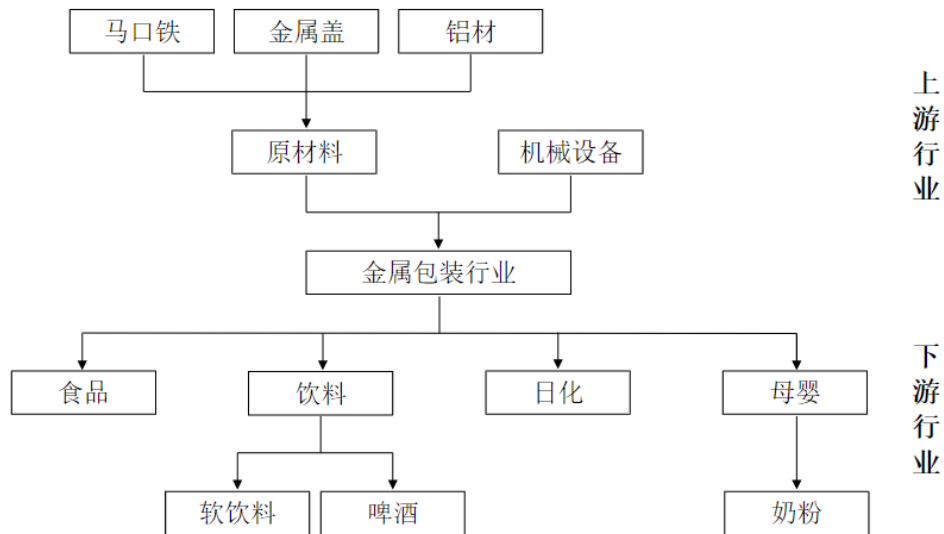 马口铁
金属盖
铝材
原材料
机械设备
上游行业
金属包装行业
食品
饮料
日化
母婴
下游行业
软饮料
啤酒
奶粉